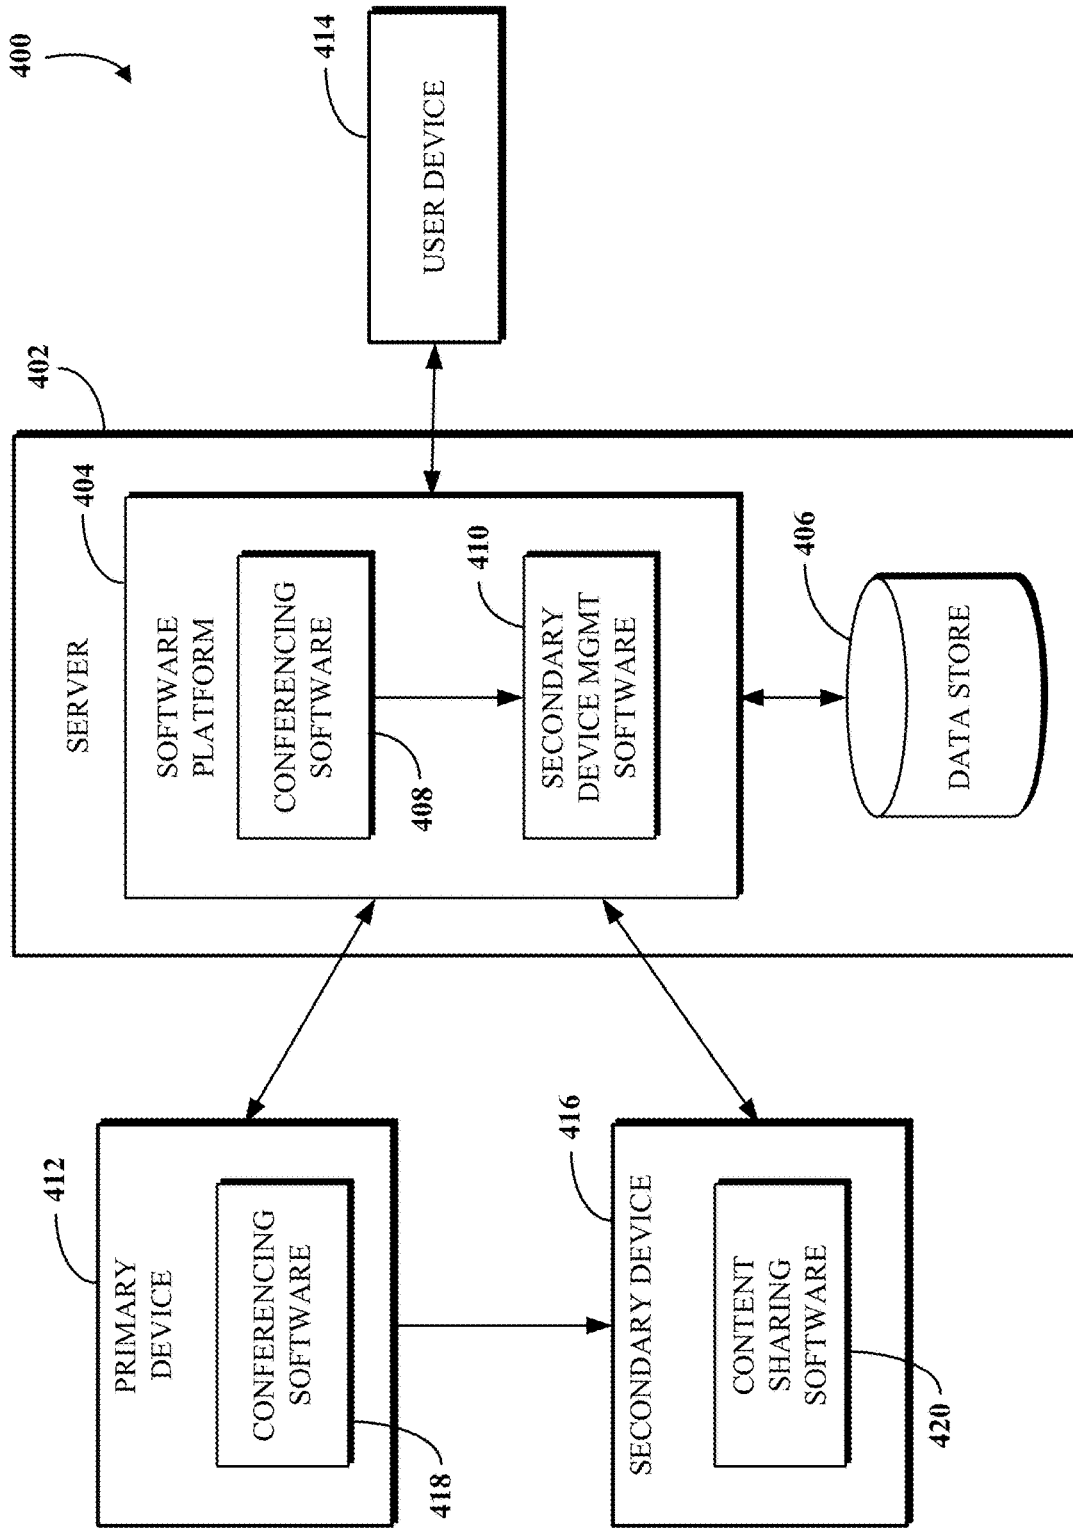 400
412
PRIMARY
DEVICE
CONFERENCING
SOFTWARE
418
SECONDARY DEVICE
416
CONTENT
SHARING
SOFTWARE
420
402
SERVER
404
SOFTWARE
PLATFORM
CONFERENCING
SOFTWARE
408
410
SECONDARY
DEVICE MGMT
SOFTWARE
406
DATA STORE
414
USER DEVICE